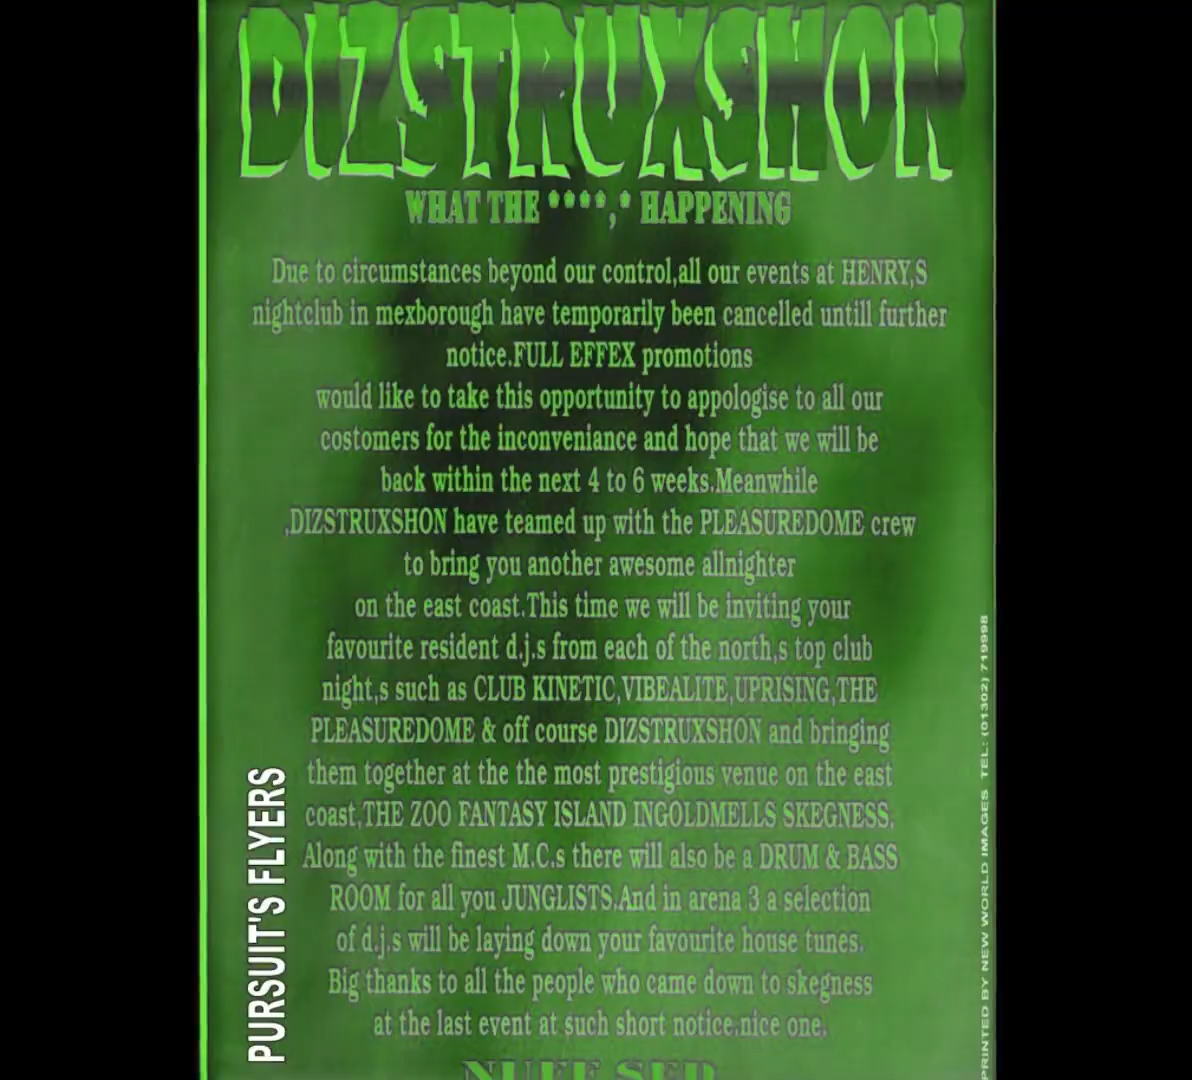 DIZSTRUXSHON
WHAT THE ****,* HAPPENING
Due to circumstances beyond our control,all our events at HENRY,S
nightclub in mexborough have temporarily been cancelled untill further
notice.FULL EFFEX promotions
would like to take this opportunity to appologise to all our
costomers for the inconveniance and hope that we will be
back within the next 4 to 6 weeks.Meanwhile
,DIZSTRUXSHON have teamed up with the PLEASUREDOME crew
to bring you another awesome allnighter
on the east coast.This time we will be inviting your
favourite resident d.j.s from each of the north,s top club
night,s such as CLUB KINETIC,VIBEALITE,UPRISING,THE
PLEASUREDOME & off course DIZSTRUXSHON and bringing
them together at the the most prestigious venue on the east
coast,THE ZOO FANTASY ISLAND INGOLDMELLS SKEGNESS.
Along with the finest M.C.s there will also be a DRUM & BASS
ROOM for all you JUNGLISTS.And in arena 3 a selection
of d.j.s will be laying down your favourite house tunes.
Big thanks to all the people who came down to skegness
at the last event at such short notice.nice one.
NUFF SED
PURSUIT'S FLYERS
PRINTED BY NEW WORLD IMAGES TEL: (01302) 719998